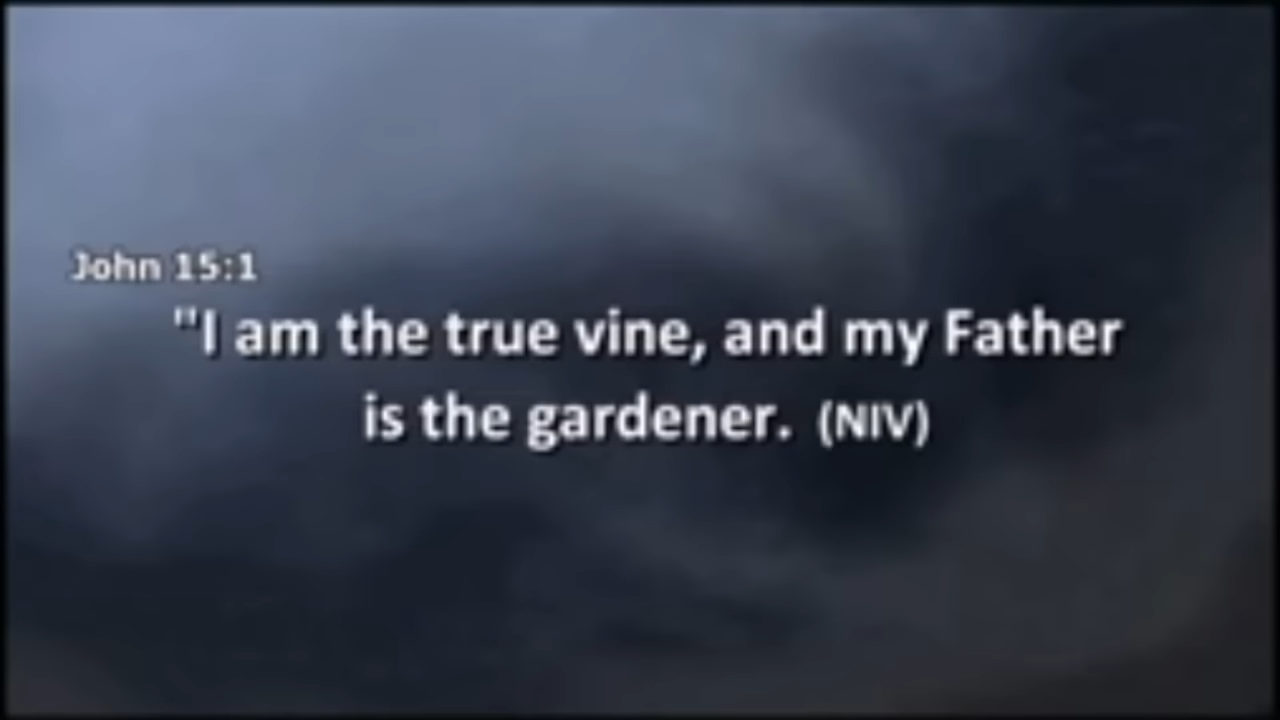 John 15:1
"I am the true vine, and my Father
is the gardener. (NIV)